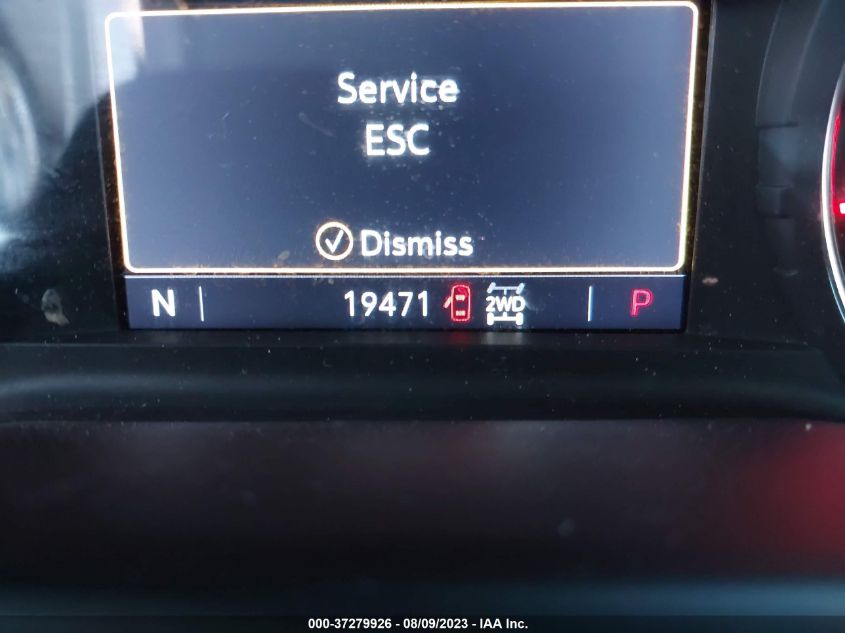 Service
ESC
Dismiss
N 19471 2WD P
000-37279926 - 08/09/2023 - IAA Inc.